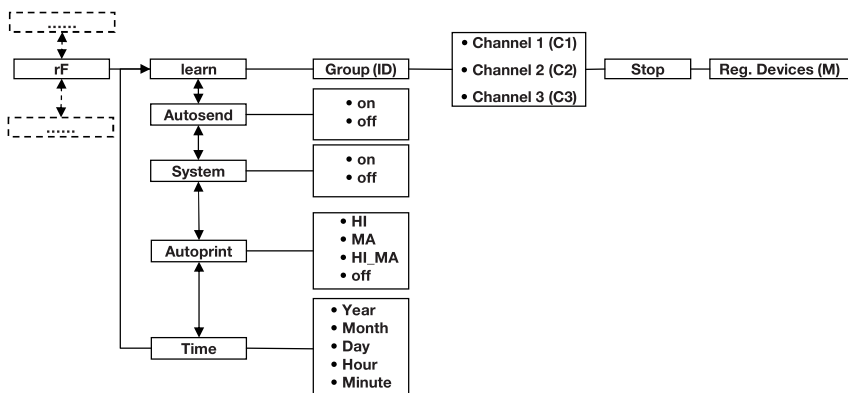 ......
rF
......
learn
Group (ID)
• Channel 1 (C1)
• Channel 2 (C2)
• Channel 3 (C3)
Stop
Reg. Devices (M)
Autosend
• on
• off
System
• on
• off
Autoprint
• HI
• MA
• HI_MA
• off
Time
• Year
• Month
• Day
• Hour
• Minute